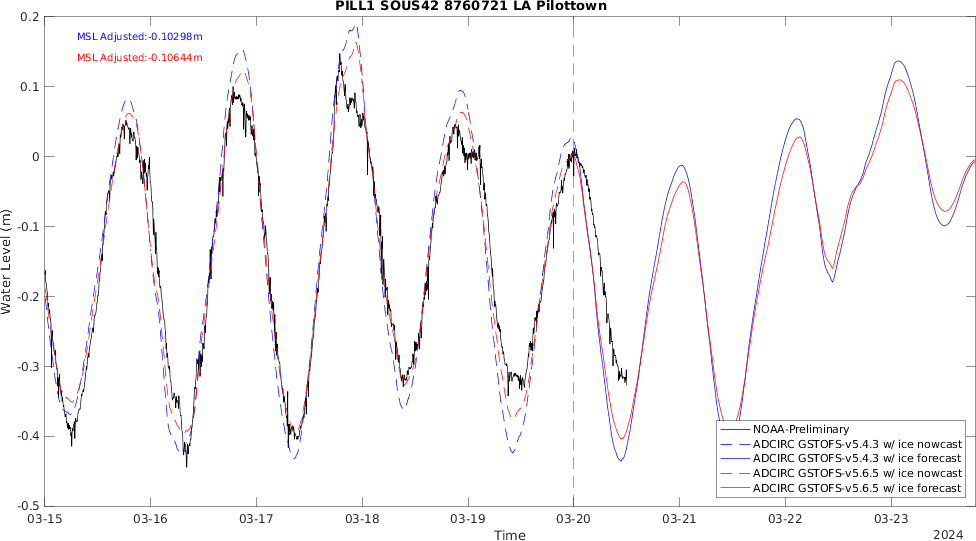 PILL1 SOUS42 8760721 LA Pilottown
MSL Adjusted:-0.10298m
MSL Adjusted:-0.10644m
Water Level (m)
0.2
0.1
0
-0.1
-0.2
-0.3
-0.4
-0.5
NOAA-Preliminary
ADCIRC GSTOFS-v5.4.3 w/ ice nowcast
ADCIRC GSTOFS-v5.4.3 w/ ice forecast
ADCIRC GSTOFS-v5.6.5 w/ ice nowcast
ADCIRC GSTOFS-v5.6.5 w/ ice forecast
03-15 03-16 03-17 03-18 03-19 03-20 03-21 03-22 03-23
Time
2024